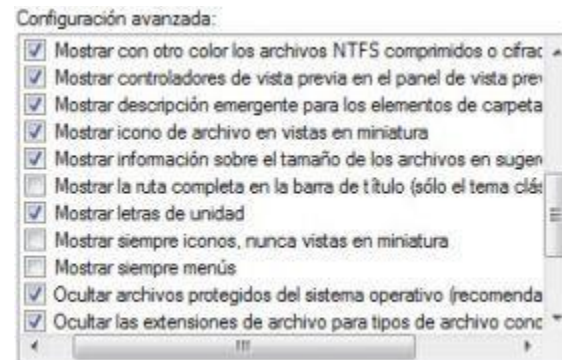 Configuración avanzada:
Mostrar con otro color los archivos NTFS comprimidos o cifrac
Mostrar controladores de vista previa en el panel de vista prev
Mostrar descripción emergente para los elementos de carpeta
Mostrar icono de archivo en vistas en miniatura
Mostrar información sobre el tamaño de los archivos en sugen
Mostrar la ruta completa en la barra de título (sólo el tema clás
Mostrar letras de unidad
Mostrar siempre iconos, nunca vistas en miniatura
Mostrar siempre menús
Ocultar archivos protegidos del sistema operativo (recomenda
Ocultar las extensiones de archivo para tipos de archivo conc